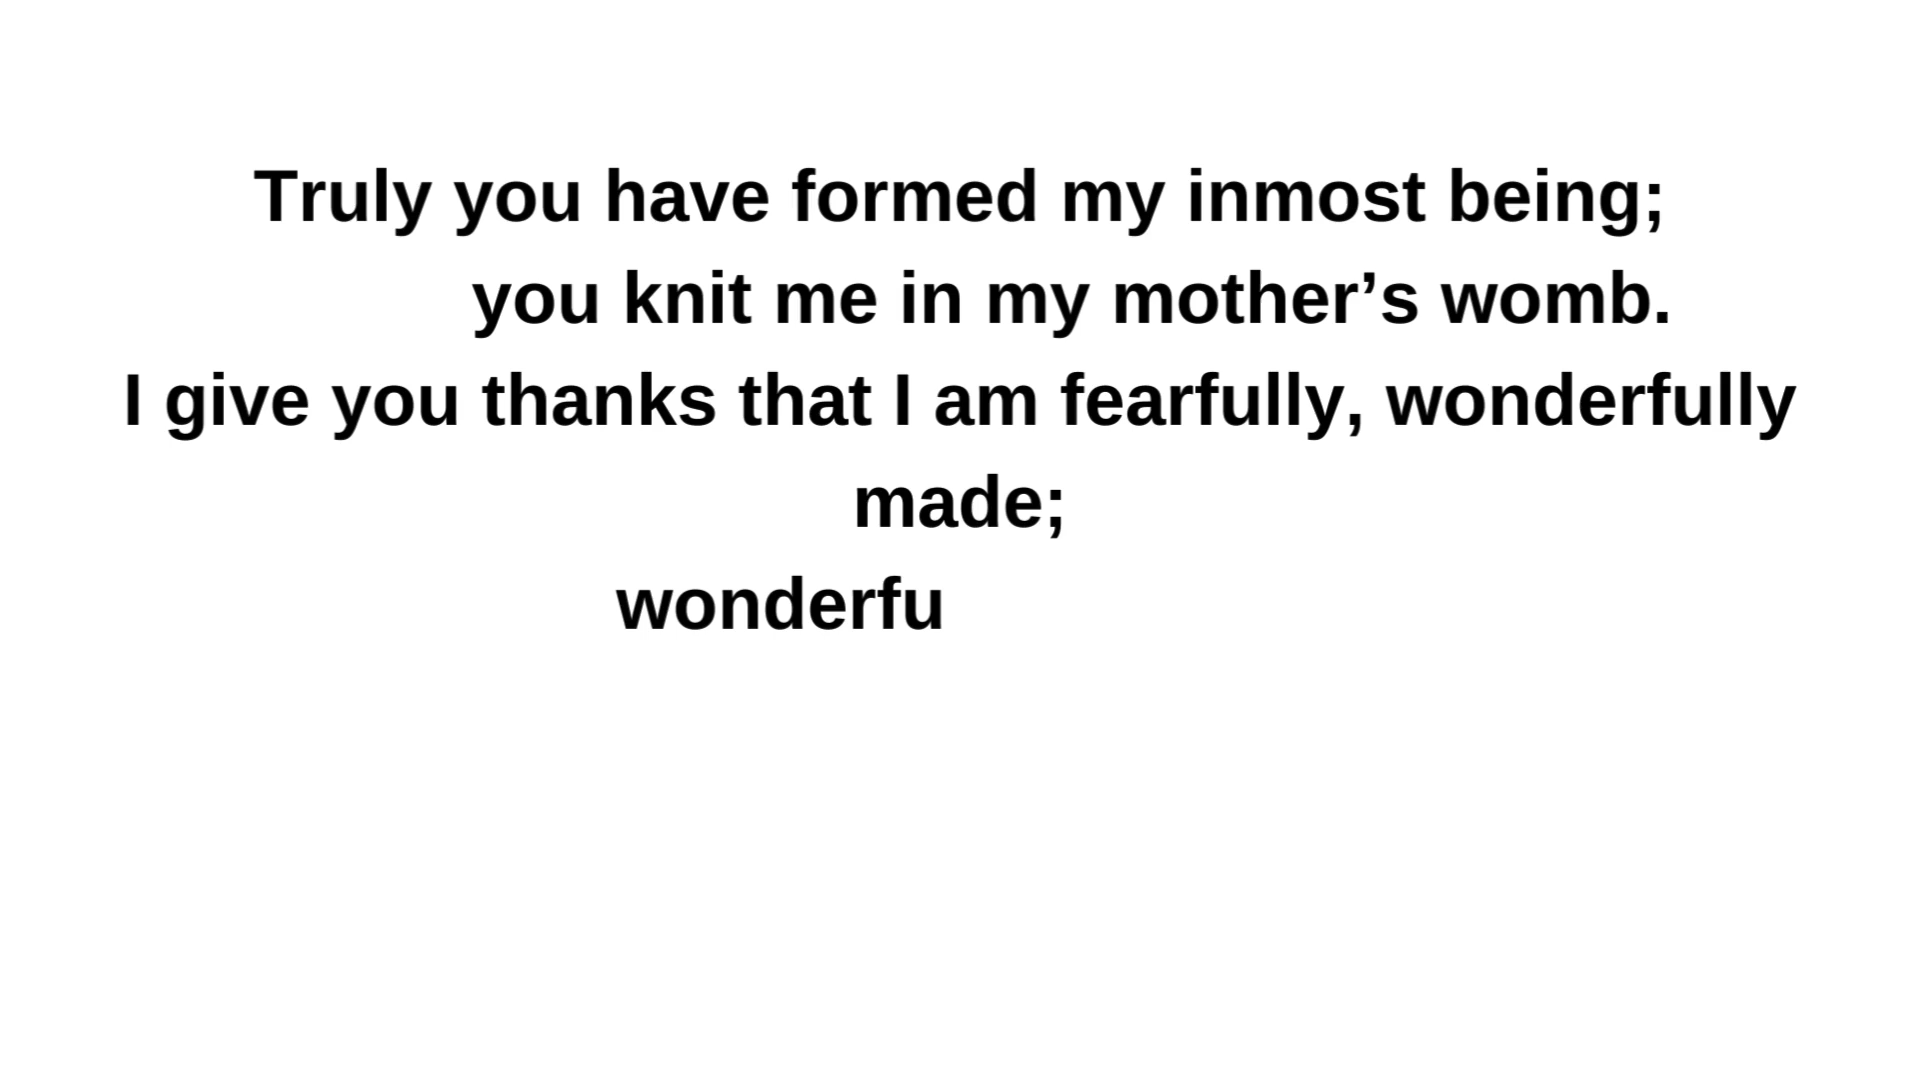 Truly you have formed my inmost being;
you knit me in my mother’s womb.
I give you thanks that I am fearfully, wonderfully
made;
wonderfu